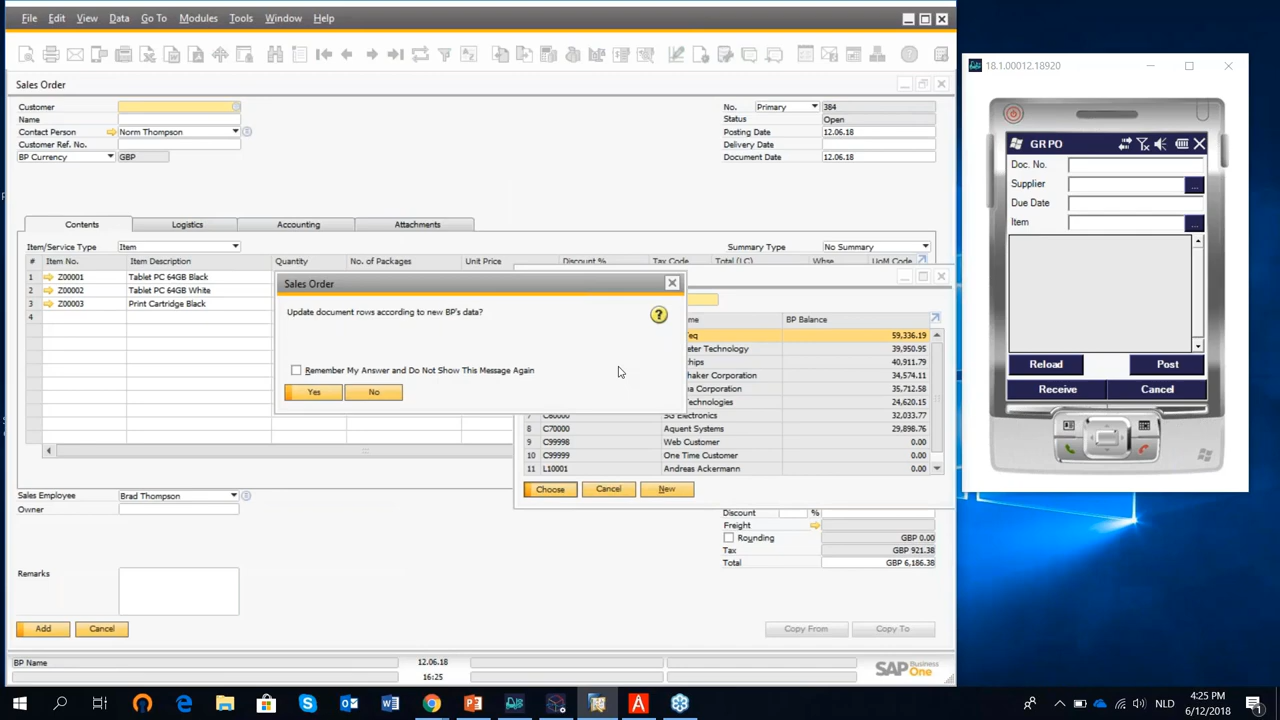 File Edit View Data Go To Modules Tools Window Help
Sales Order
Customer
Name
Contact Person Norm Thompson
Customer Ref. No.
BP Currency GBP
No. Primary 384
Status Open
Posting Date 12.06.18
Delivery Date
Document Date 12.06.18
Contents Logistics Accounting Attachments
Item/Service Type Item
Summary Type No Summary
# Item No. Item Description Quantity No. of Packages Unit Price Discount % Tax Code Total (LC) Whse UoM Code
1 Z00001 Tablet PC 64GB Black
2 Z00002 Tablet PC 64GB White
3 Z00003 Print Cartridge Black
4
Sales Order
Update document rows according to new BP's data?
Remember My Answer and Do Not Show This Message Again
Yes No
BP Balance
59,336.19
Technology 39,950.95
40,911.79
Corporation 34,574.11
Corporation 35,712.58
Technologies 24,620.15
7 C60000 SG Electronics 32,033.77
8 C70000 Aquent Systems 29,898.76
9 C99998 Web Customer 0.00
10 C99999 One Time Customer 0.00
11 L10001 Andreas Ackermann 0.00
Choose Cancel New
Sales Employee Brad Thompson
Owner
Discount %
Freight
Rounding GBP 0.00
Tax GBP 921.38
Total GBP 6,186.38
Remarks
Add Cancel
Copy From Copy To
BP Name
12.06.18
16:25
SAP Business One
18.1.00012.18920
GR PO
Doc. No.
Supplier ...
Due Date
Item ...
Reload Post
Receive Cancel
NLD
4:25 PM
6/12/2018
1